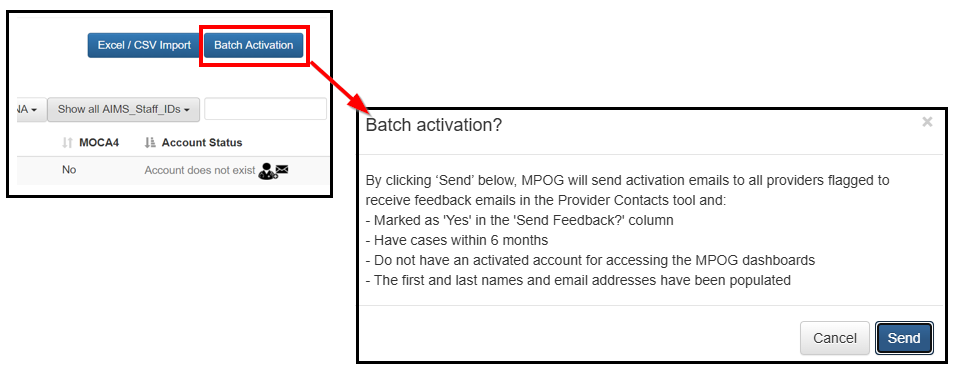 Excel / CSV Import Batch Activation
NA Show all AIMS_Staff_IDs
MOCA4 Account Status
No Account does not exist
Batch activation? ×
By clicking ‘Send’ below, MPOG will send activation emails to all providers flagged to
receive feedback emails in the Provider Contacts tool and:
- Marked as 'Yes' in the 'Send Feedback?' column
- Have cases within 6 months
- Do not have an activated account for accessing the MPOG dashboards
- The first and last names and email addresses have been populated
Cancel Send